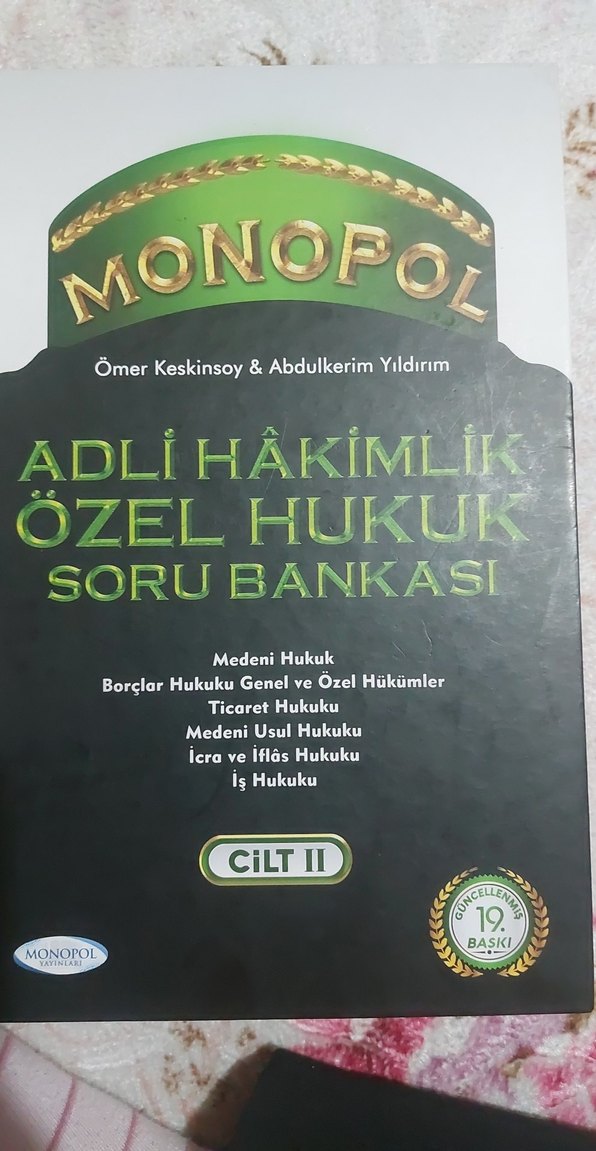 MONOPOL
Ömer Keskinsoy & Abdulkerim Yıldırım
ADLİ HÂKİMLİK
ÖZEL HUKUK
SORU BANKASI
Medeni Hukuk
Borçlar Hukuku Genel ve Özel Hükümler
Ticaret Hukuku
Medeni Usul Hukuku
İcra ve İflâs Hukuku
İş Hukuku
CİLT II
GÜNCELLENMİŞ
19.
BASKI
MONOPOL
YAYINLARI